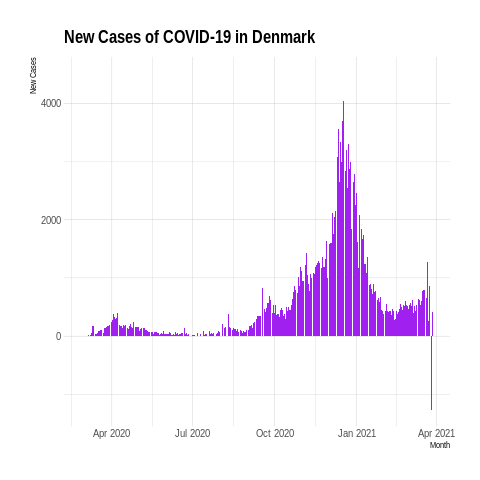 New Cases of COVID-19 in Denmark
New Cases
4000
2000
0
Apr 2020
Jul 2020
Oct 2020
Jan 2021
Apr 2021
Month